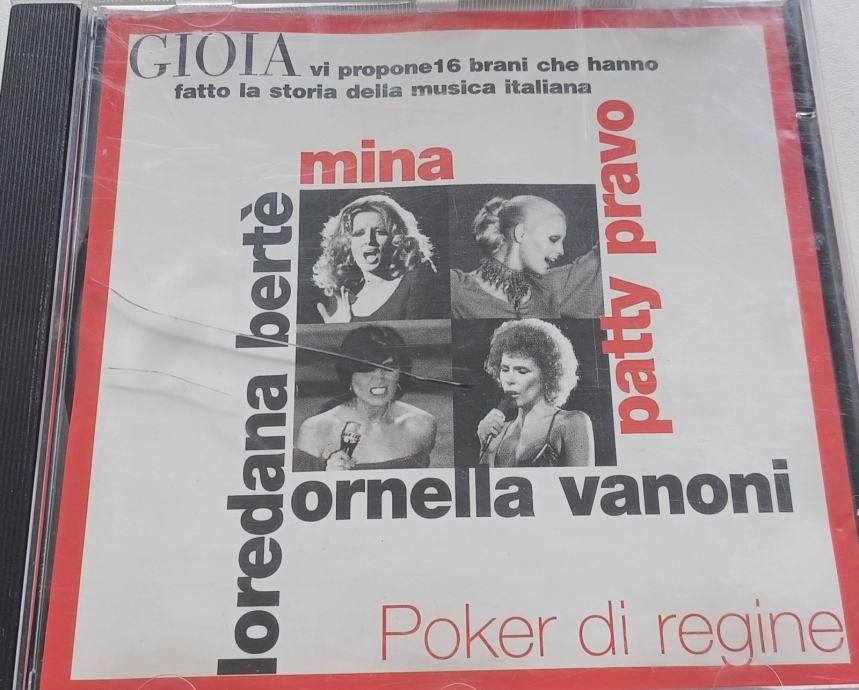 GIOIA vi propone16 brani che hanno
fatto la storia della musica italiana
mina
patty pravo
loredana bertè
ornella vanoni
Poker di regine